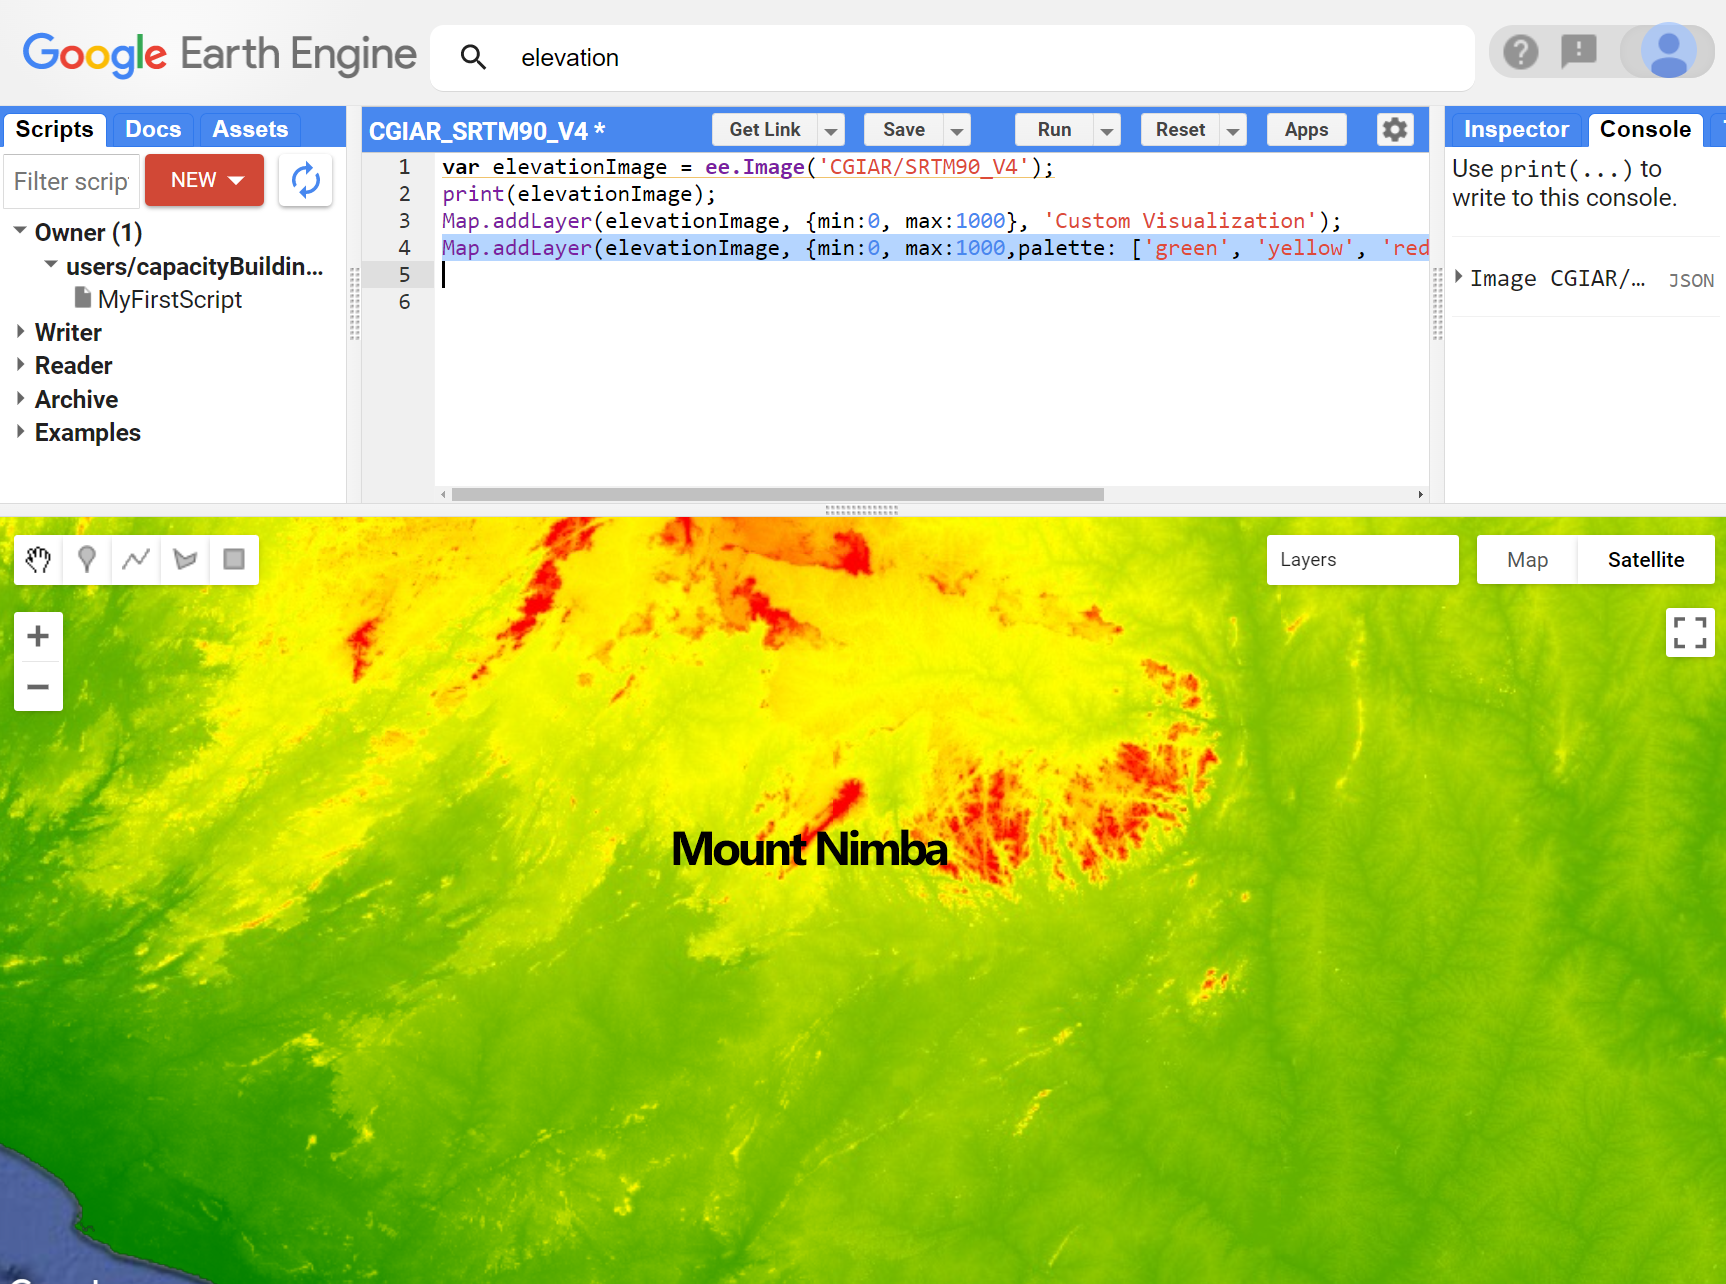 Google Earth Engine
elevation
Scripts Docs Assets
CGIAR_SRTM90_V4 *
Get Link Save Run Reset Apps
Inspector Console
Filter scrip
NEW
Owner (1)
users/capacityBuildin...
MyFirstScript
Writer
Reader
Archive
Examples
1 var elevationImage = ee.Image('CGIAR/SRTM90_V4');
2 print(elevationImage);
3 Map.addLayer(elevationImage, {min:0, max:1000}, 'Custom Visualization');
4 Map.addLayer(elevationImage, {min:0, max:1000,palette: ['green', 'yellow', 'red
5
6
Use print(...) to
write to this console.
Image CGIAR/… JSON
Layers
Map Satellite
Mount Nimba